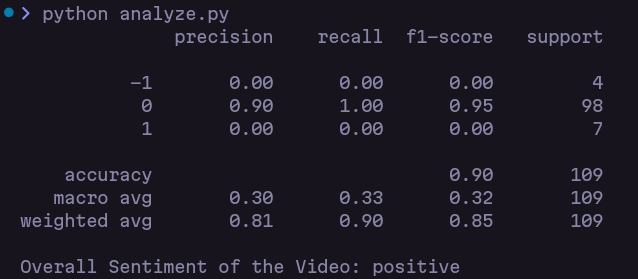 > python analyze.py
precision recall f1-score support
-1 0.00 0.00 0.00 4
0 0.90 1.00 0.95 98
1 0.00 0.00 0.00 7
accuracy 0.90 109
macro avg 0.30 0.33 0.32 109
weighted avg 0.81 0.90 0.85 109
Overall Sentiment of the Video: positive